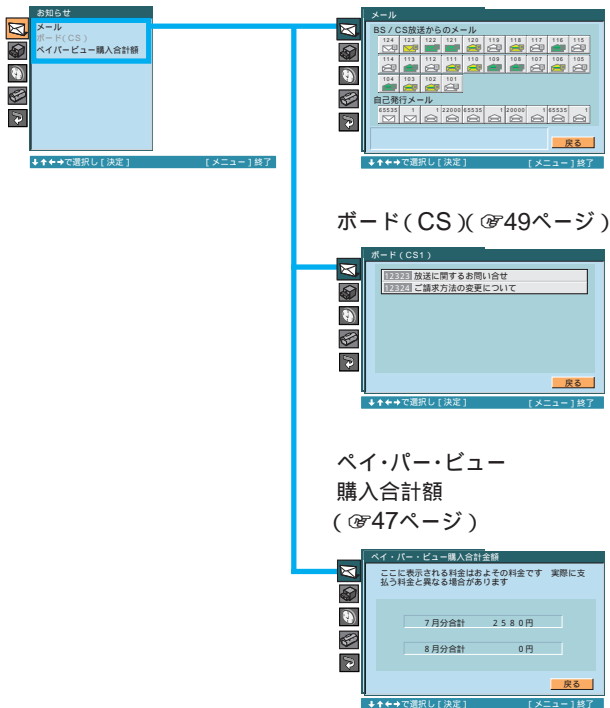 お知らせ
メール
ボード(CS)
ペイパービュー購入合計額
↓↑←→で選択し[決定] [メニュー]終了
メール
BS/CS放送からのメール
124 123 122 121 120 119 118 117 116 115
114 113 112 111 110 109 108 107 106 105
104 103 102 101
自己発行メール
65535 1 1 22000 65535 1 20000 1 65535 1
戻る
↓↑←→で選択し[決定] [メニュー]終了
ボード(CS)(☞49ページ)
ボード(CS1)
12323 放送に関するお問い合せ
12324 ご請求方法の変更について
戻る
↓↑←→で選択し[決定] [メニュー]終了
ペイ・パー・ビュー
購入合計額
(☞47ページ)
ペイ・パー・ビュー購入合計金額
ここに表示される料金はおよその料金です 実際に支
払う料金と異なる場合があります
7月分合計 2580円
8月分合計 0円
戻る
↓↑←→で選択し[決定] [メニュー]終了